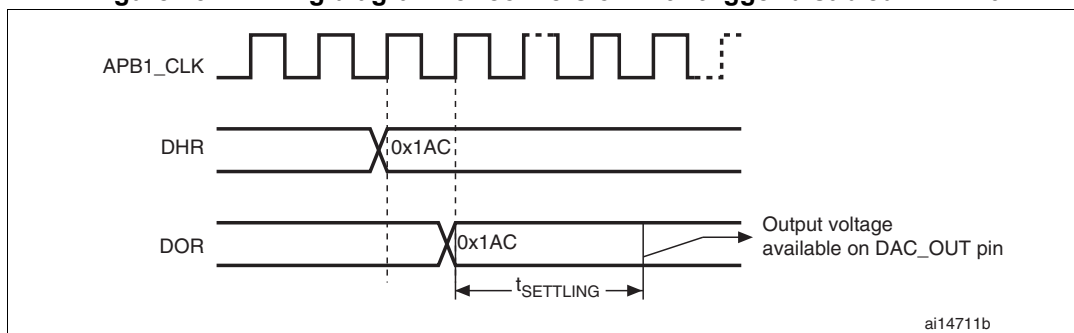 APB1_CLK
DHR
0x1AC
DOR
0x1AC
Output voltage
available on DAC_OUT pin
tSETTLING
ai14711b